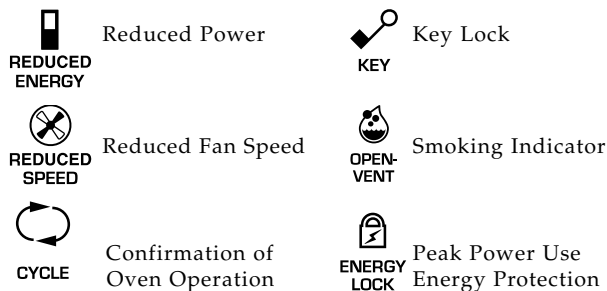 Reduced Power
REDUCED
ENERGY
Key Lock
KEY
Reduced Fan Speed
REDUCED
SPEED
Smoking Indicator
OPEN-
VENT
Confirmation of
Oven Operation
CYCLE
Peak Power Use
Energy Protection
ENERGY
LOCK